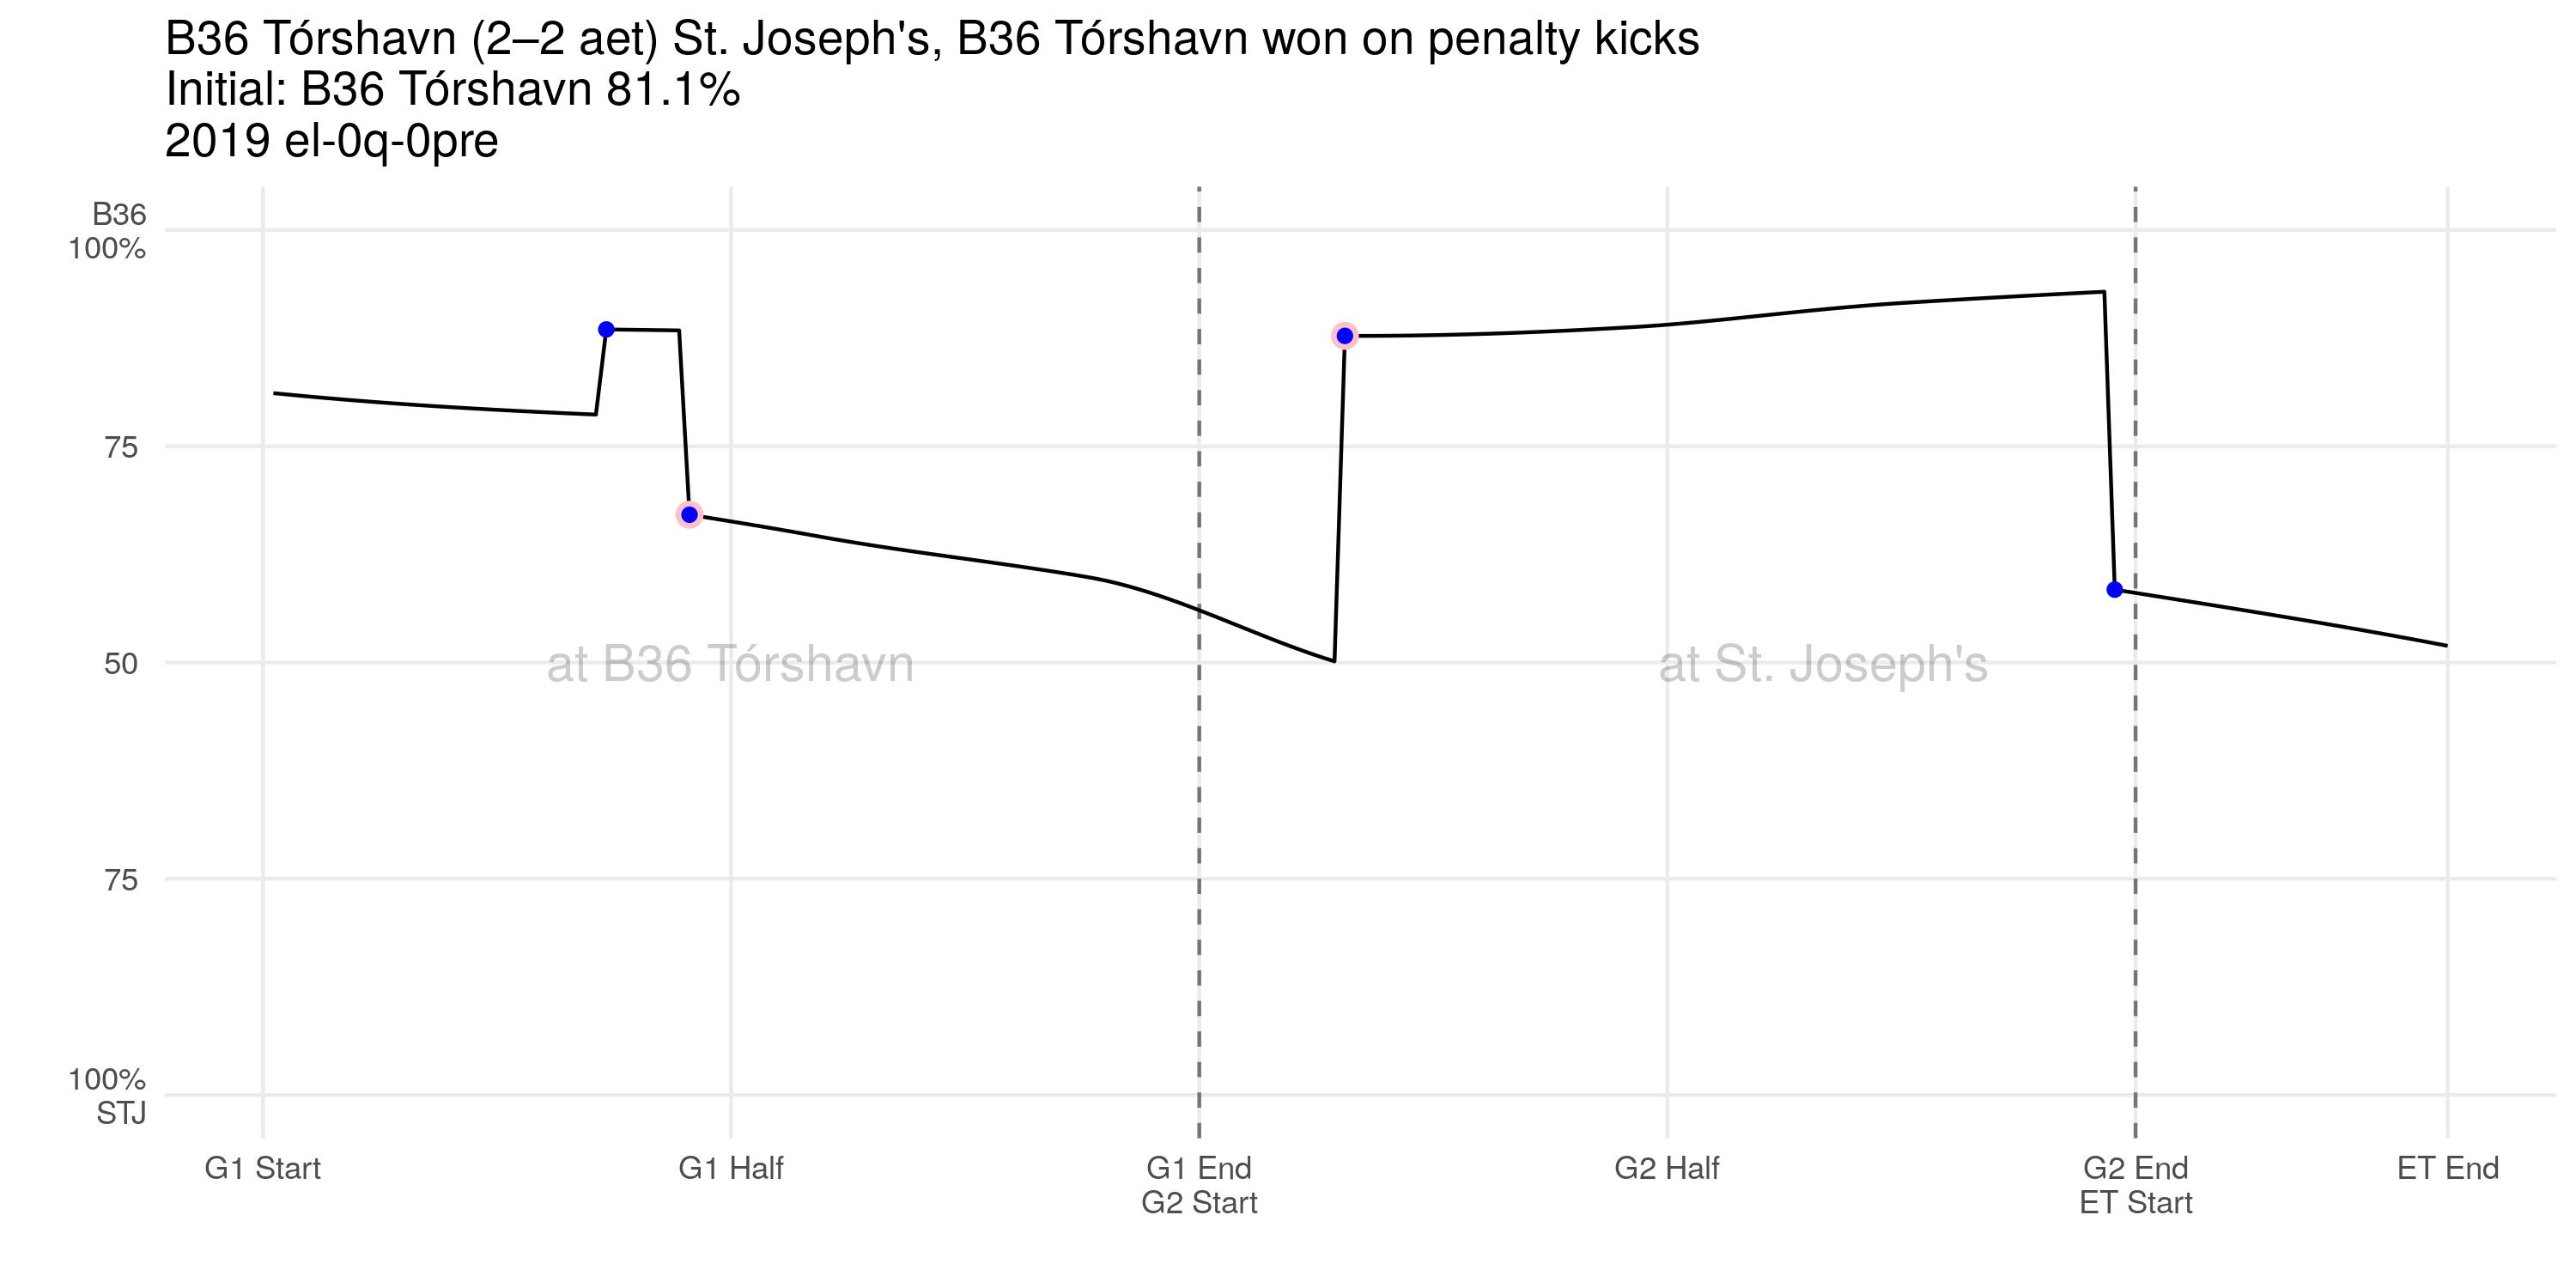 B36 Tórshavn (2–2 aet) St. Joseph's, B36 Tórshavn won on penalty kicks
Initial: B36 Tórshavn 81.1%
2019 el-0q-0pre
B36
100%
75
50
75
100%
STJ
at B36 Tórshavn
at St. Joseph's
G1 Start
G1 Half
G1 End
G2 Start
G2 Half
G2 End
ET Start
ET End